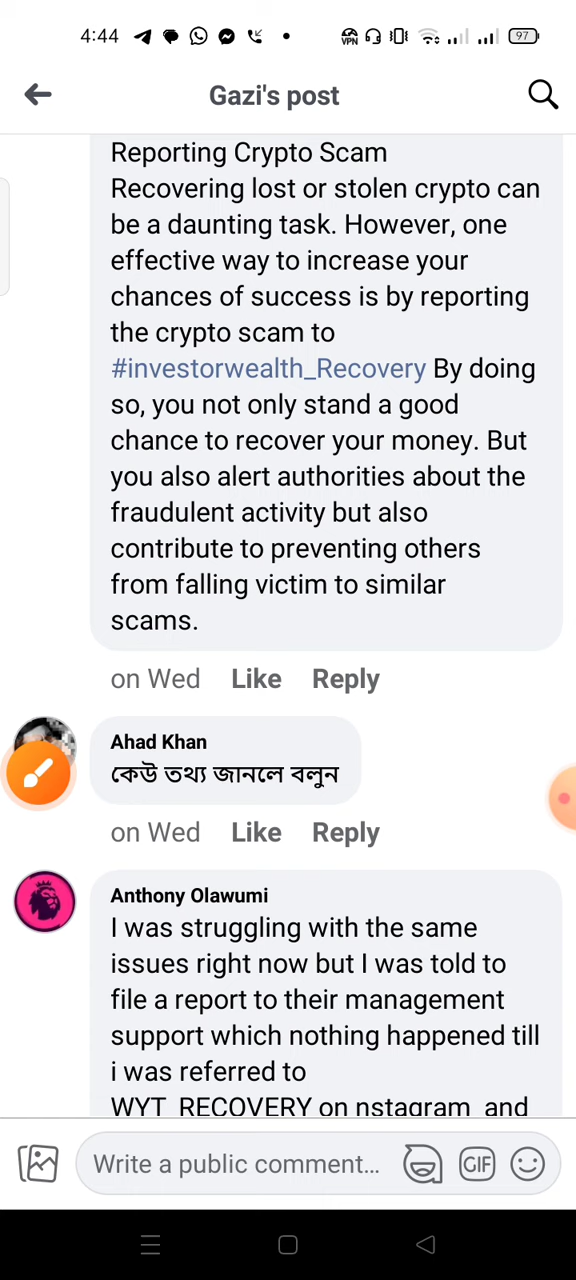 4:44
VPN
97
Gazi's post
Reporting Crypto Scam
Recovering lost or stolen crypto can
be a daunting task. However, one
effective way to increase your
chances of success is by reporting
the crypto scam to
#investorwealth_Recovery By doing
so, you not only stand a good
chance to recover your money. But
you also alert authorities about the
fraudulent activity but also
contribute to preventing others
from falling victim to similar
scams.
on Wed Like Reply
Ahad Khan
কেউ তথ্য জানলে বলুন
on Wed Like Reply
Anthony Olawumi
I was struggling with the same
issues right now but I was told to
file a report to their management
support which nothing happened till
i was referred to
WYT_RECOVERY on nstagram and
Write a public comment...
GIF